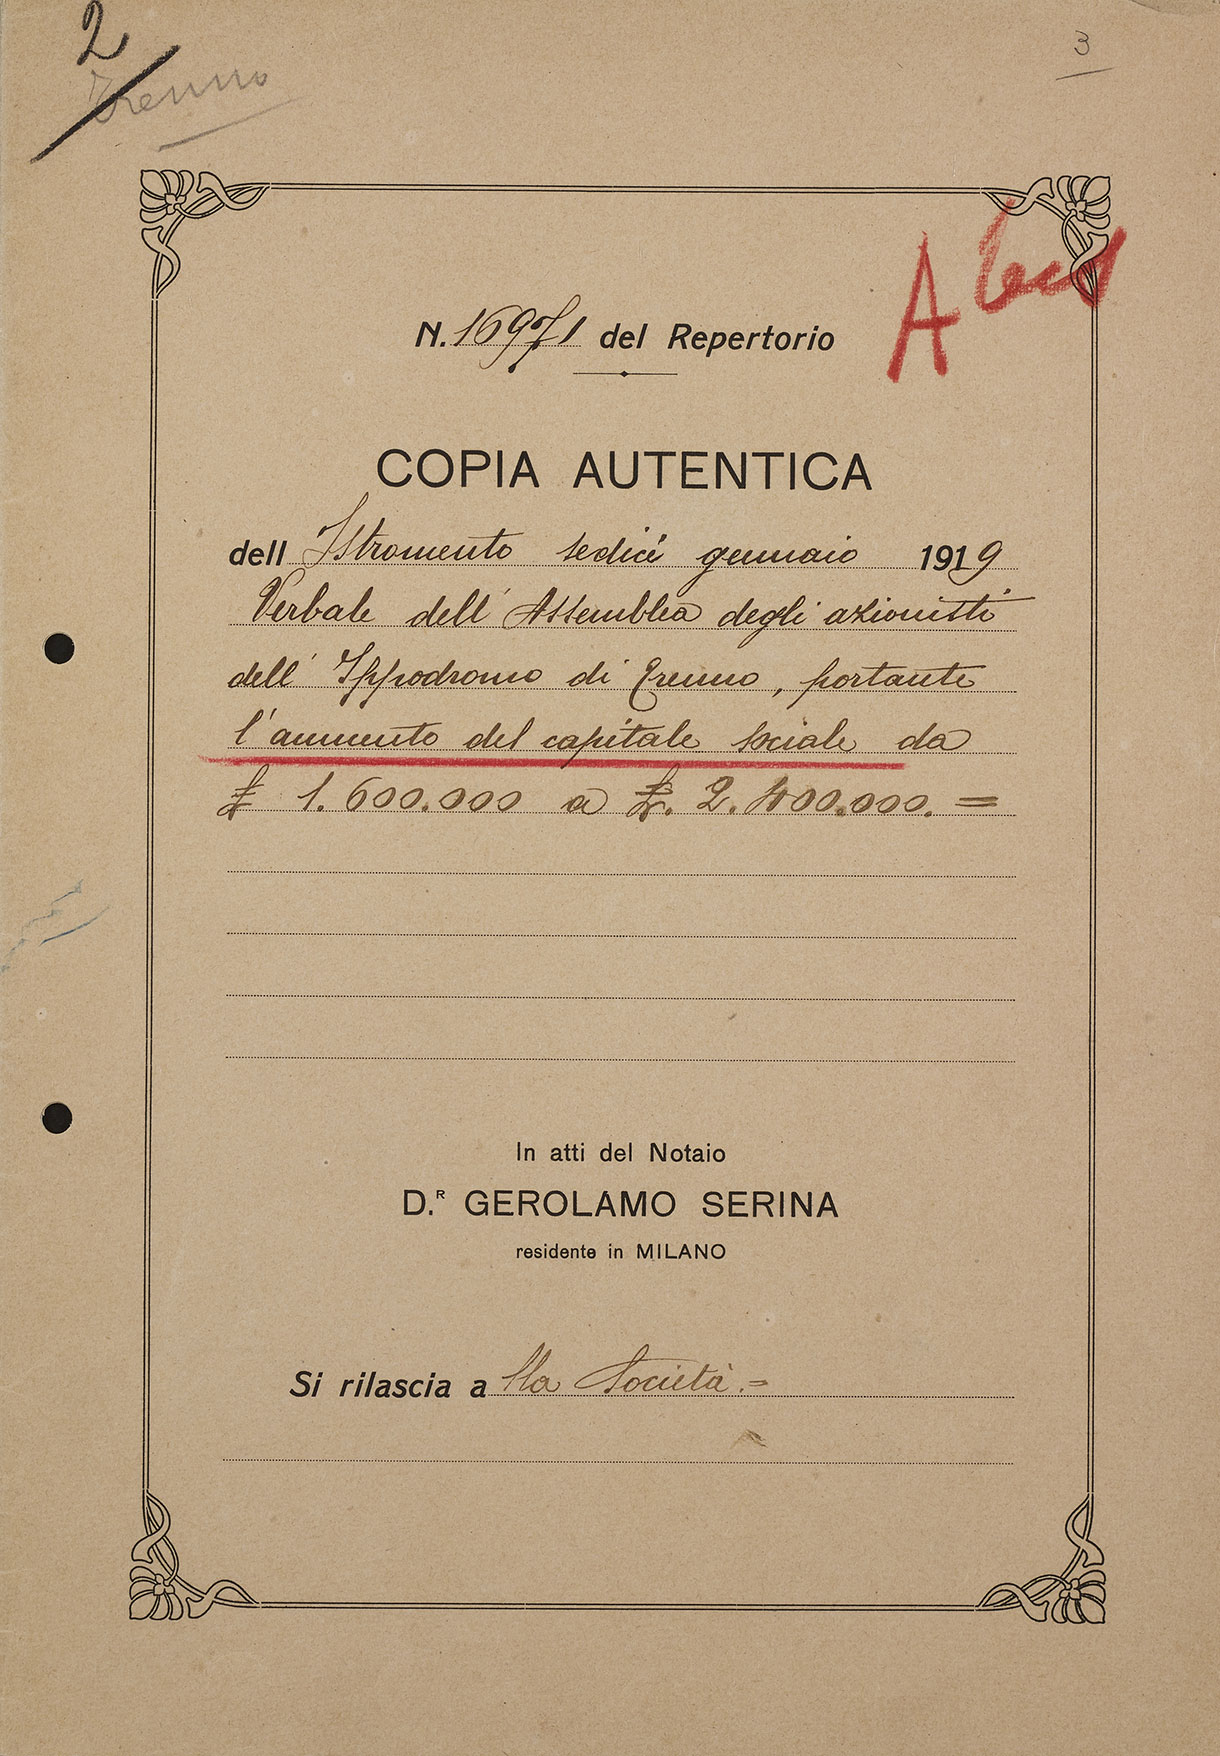 2
Trenno
3
A
N. 16971 del Repertorio
COPIA AUTENTICA
dell Istromento sedici gennaio 1919
Verbale dell' Assemblea degli azionisti
dell' Ippodromo di Trenno, portante
l'aumento del capitale sociale da
£ 1.600.000 a £. 2.400.000.=
In atti del Notaio
D.R GEROLAMO SERINA
residente in MILANO
Si rilascia a lla Società.=